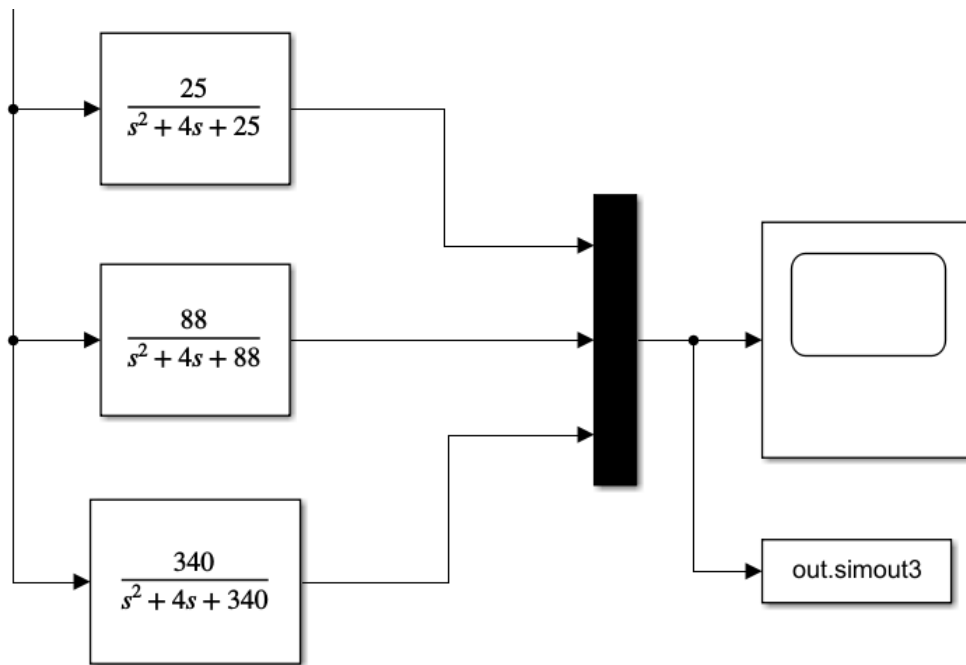 25
s² + 4s + 25
88
s² + 4s + 88
340
s² + 4s + 340
out.simout3